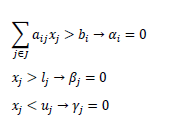 ∑_{j∈J} a_{ij}x_j > b_i → α_i = 0
x_j > l_j → β_j = 0
x_j < u_j → γ_j = 0